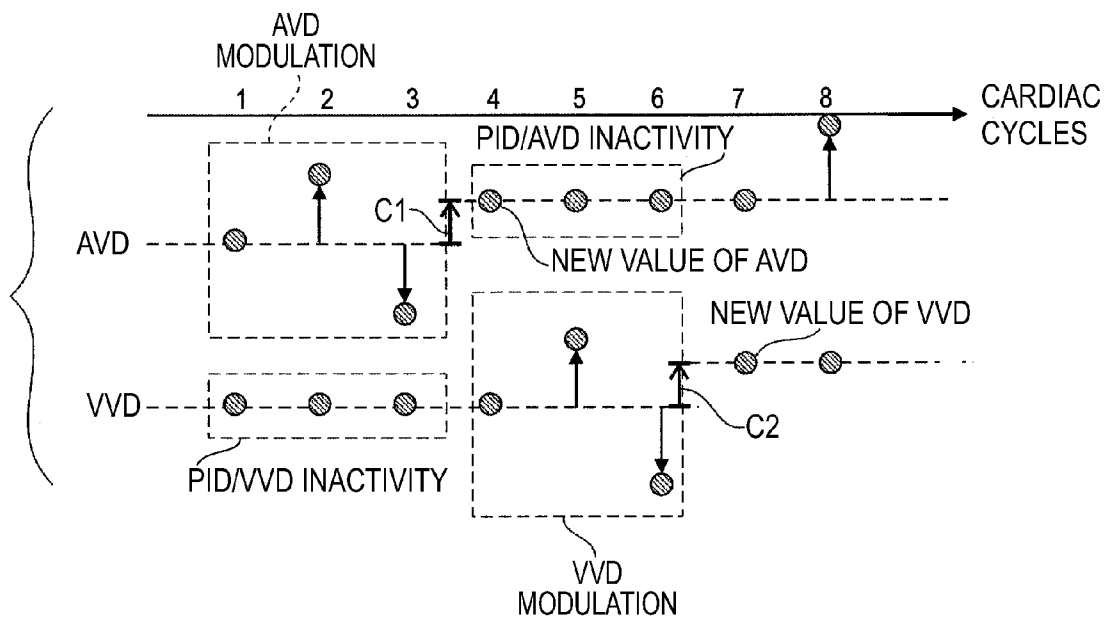 AVD
MODULATION
1 2 3 4 5 6 7 8
CARDIAC
CYCLES
PID/AVD INACTIVITY
C1
AVD
NEW VALUE OF AVD
NEW VALUE OF VVD
VVD
C2
PID/VVD INACTIVITY
VVD
MODULATION